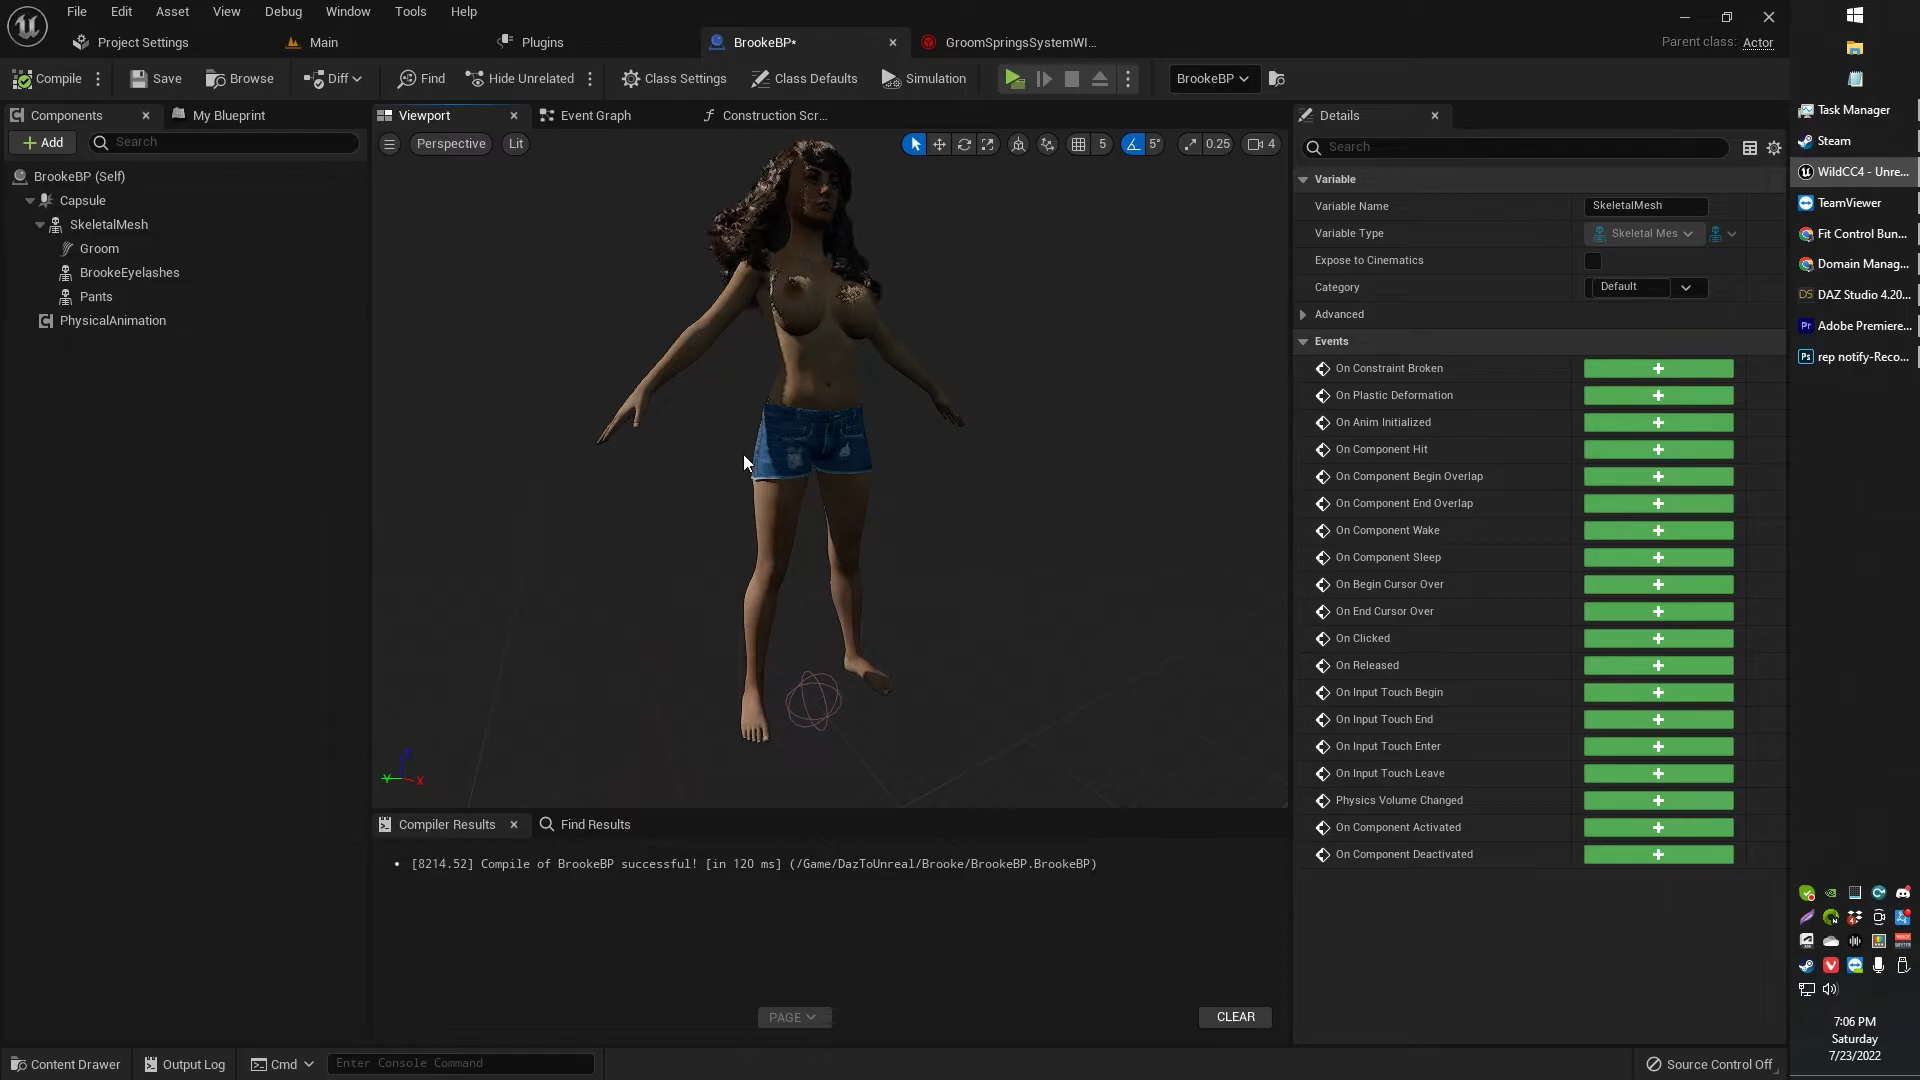 File Edit Asset View Debug Window Tools Help
Project Settings
Main
Plugins
BrookeBP*
GroomSpringsSystemWI...
Parent class: Actor
Compile
Save
Browse
Diff
Find
Hide Unrelated
Class Settings
Class Defaults
Simulation
BrookeBP
Components
My Blueprint
Add
Search
BrookeBP (Self)
Capsule
SkeletalMesh
Groom
BrookeEyelashes
Pants
PhysicalAnimation
Viewport
Event Graph
Construction Scr...
Perspective
Lit
5
5°
0.25
4
Y
X
Compiler Results
Find Results
• [8214.52] Compile of BrookeBP successful! [in 120 ms] (/Game/DazToUnreal/Brooke/BrookeBP.BrookeBP)
PAGE
CLEAR
Details
Search
Variable
Variable Name
SkeletalMesh
Variable Type
Skeletal Mes
Expose to Cinematics
Category
Default
Advanced
Events
On Constraint Broken
On Plastic Deformation
On Anim Initialized
On Component Hit
On Component Begin Overlap
On Component End Overlap
On Component Wake
On Component Sleep
On Begin Cursor Over
On End Cursor Over
On Clicked
On Released
On Input Touch Begin
On Input Touch End
On Input Touch Enter
On Input Touch Leave
Physics Volume Changed
On Component Activated
On Component Deactivated
Content Drawer
Output Log
Cmd
Enter Console Command
Source Control Off
Task Manager
Steam
WildCC4 - Unre...
TeamViewer
Fit Control Bun...
Domain Manag...
DS DAZ Studio 4.20...
Pr Adobe Premiere...
Ps rep notify-Reco...
7:06 PM
Saturday
7/23/2022